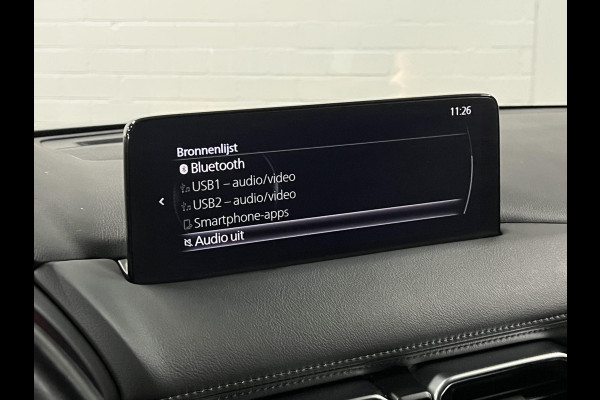 11:26
Bronnenlijst
Bluetooth
USB1 – audio/video
USB2 – audio/video
Smartphone-apps
Audio uit